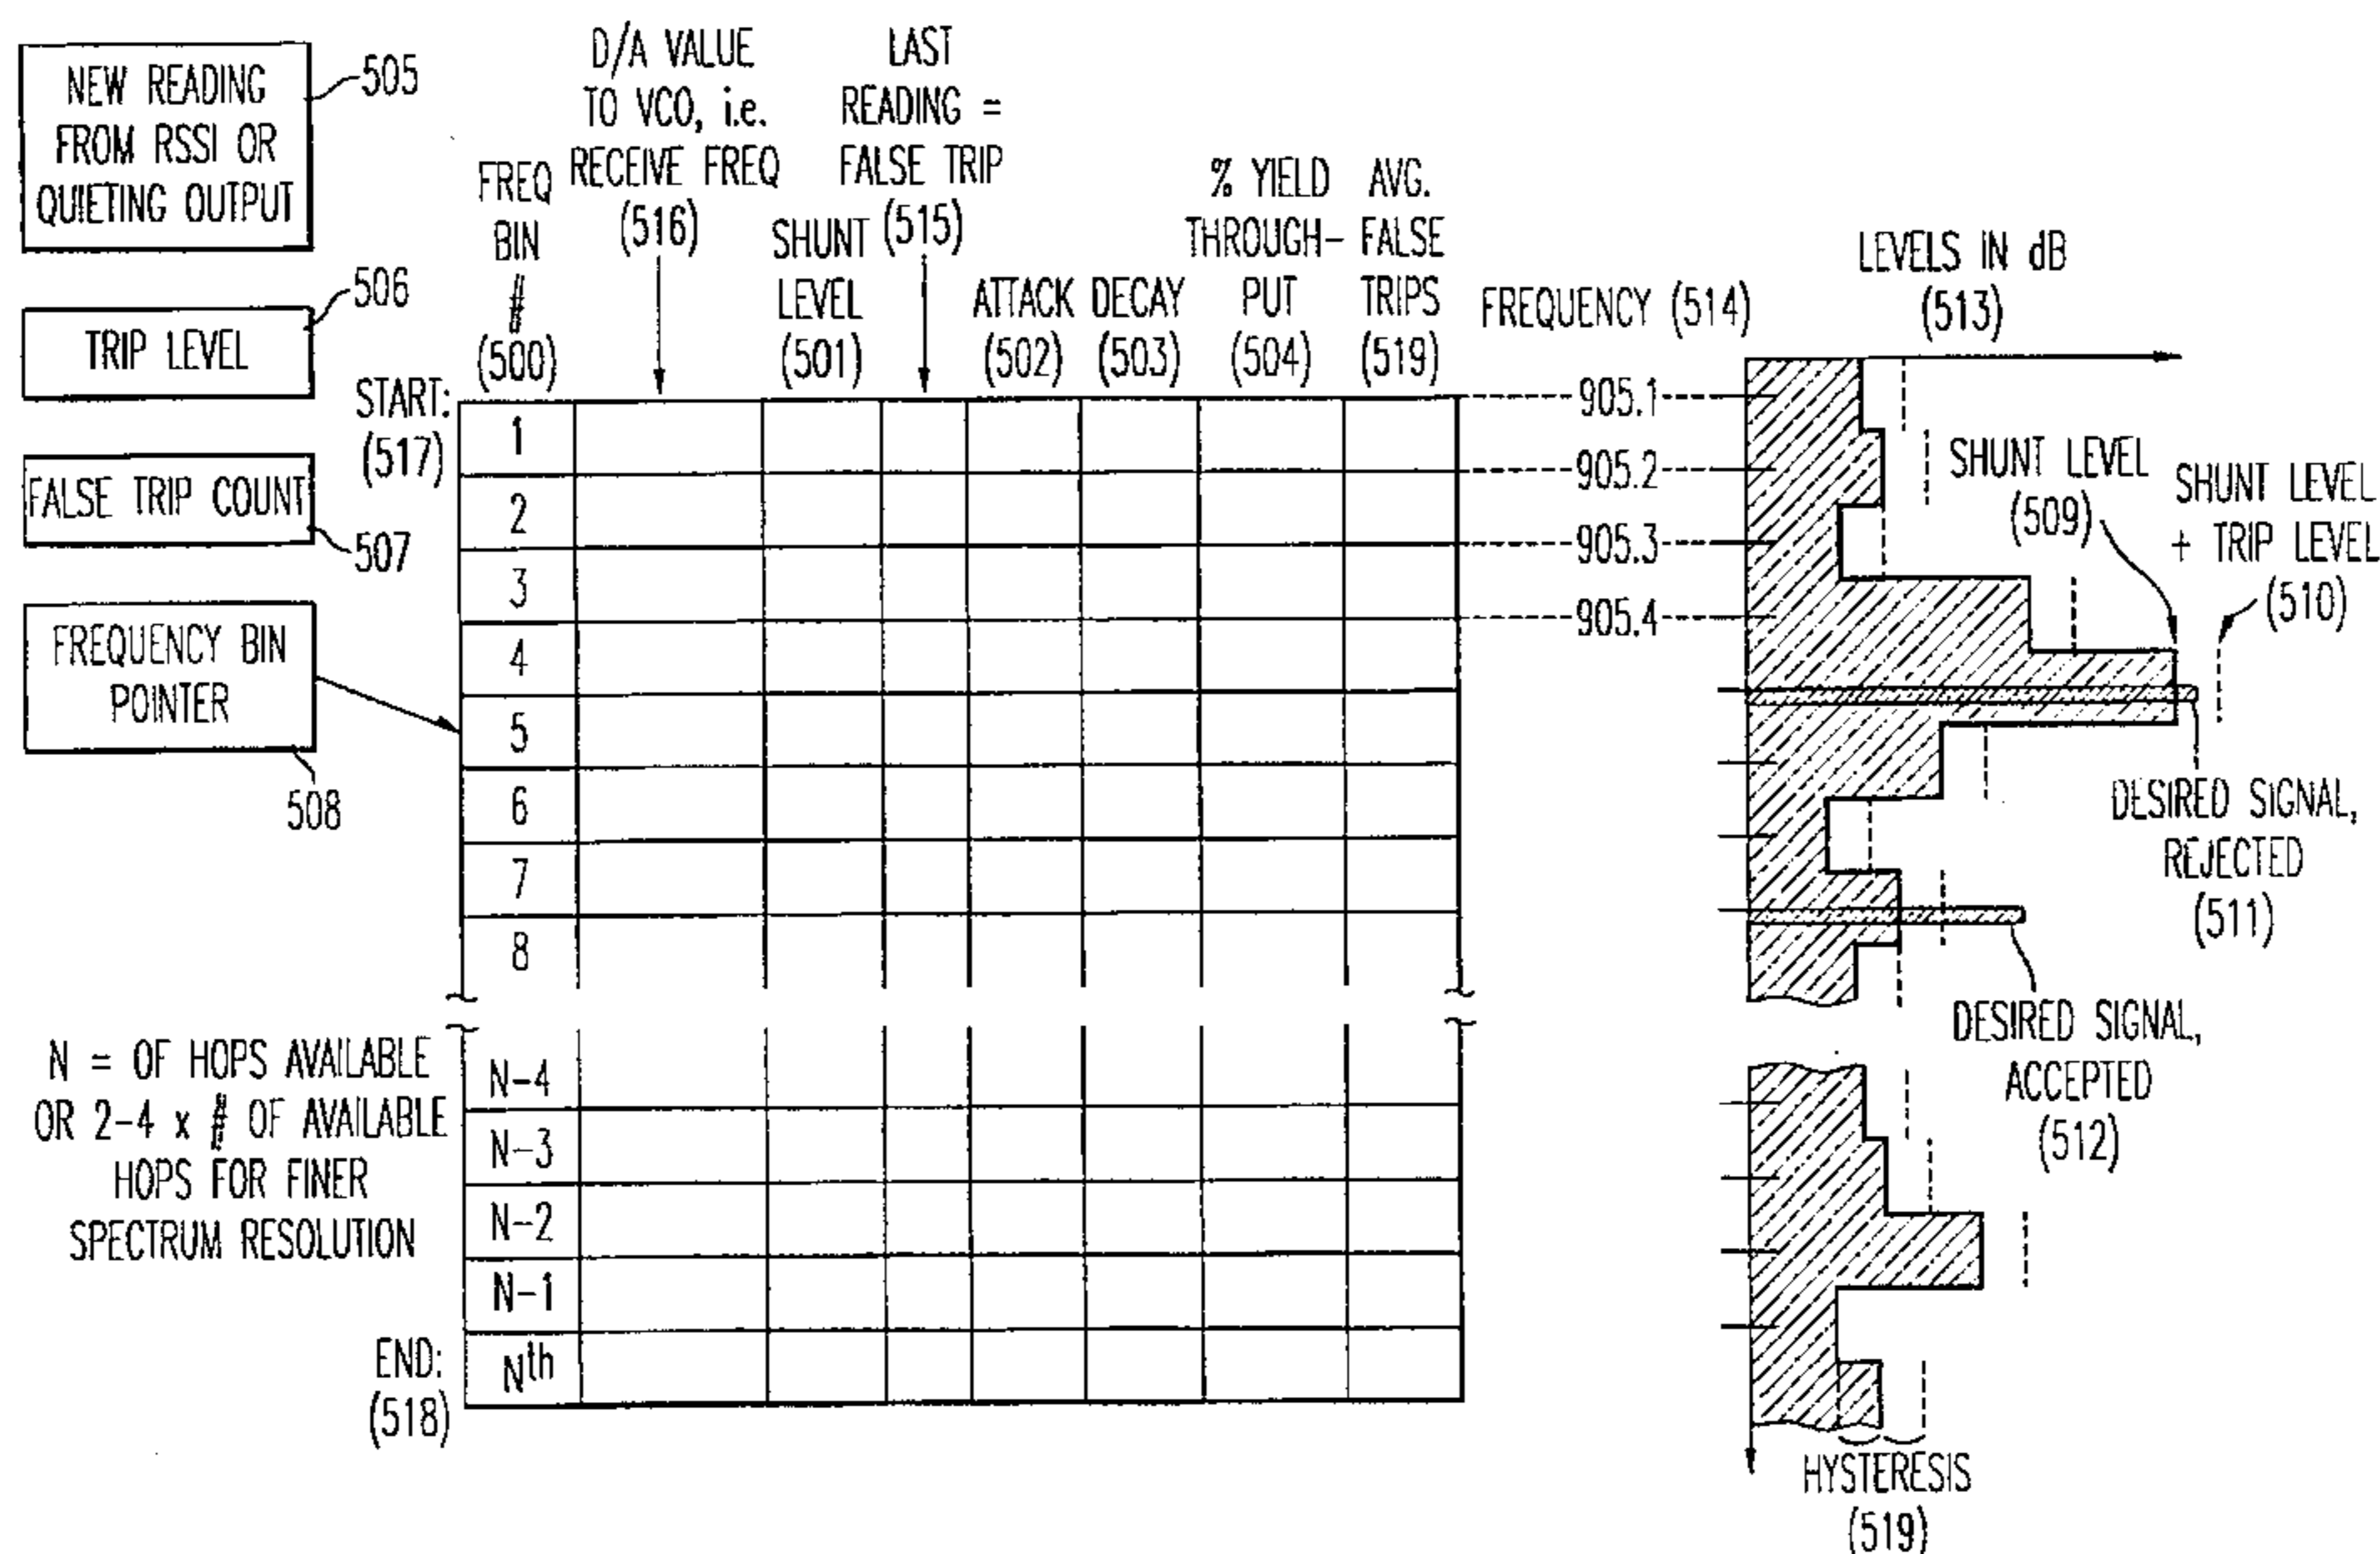 NEW READING
FROM RSSI OR
QUIETING OUTPUT
505
TRIP LEVEL
506
FALSE TRIP COUNT
507
FREQUENCY BIN
POINTER
508
N = OF HOPS AVAILABLE
OR 2-4 x # OF AVAILABLE
HOPS FOR FINER
SPECTRUM RESOLUTION
START:
(517)
END:
(518)
FREQ
BIN
#
(500)
D/A VALUE
TO VCO, i.e.
RECEIVE FREQ
(516)
SHUNT
LEVEL
(501)
LAST
READING =
FALSE TRIP
(515)
ATTACK
(502)
DECAY
(503)
% YIELD
THROUGH-
PUT
(504)
AVG.
FALSE
TRIPS
(519)
1
2
3
4
5
6
7
8
N-4
N-3
N-2
N-1
Nth
FREQUENCY (514)
905.1
905.2
905.3
905.4
LEVELS IN dB
(513)
SHUNT LEVEL
(509)
SHUNT LEVEL
+ TRIP LEVEL
(510)
DESIRED SIGNAL,
REJECTED
(511)
DESIRED SIGNAL,
ACCEPTED
(512)
HYSTERESIS
(519)